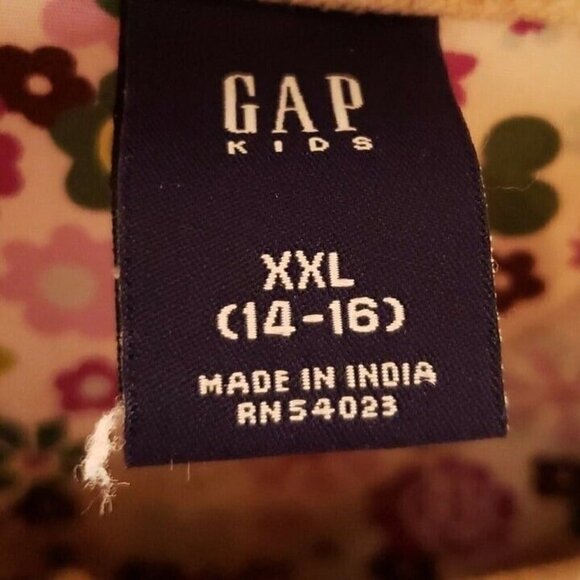 GAP
KIDS
XXL
(14-16)
MADE IN INDIA
RN54023